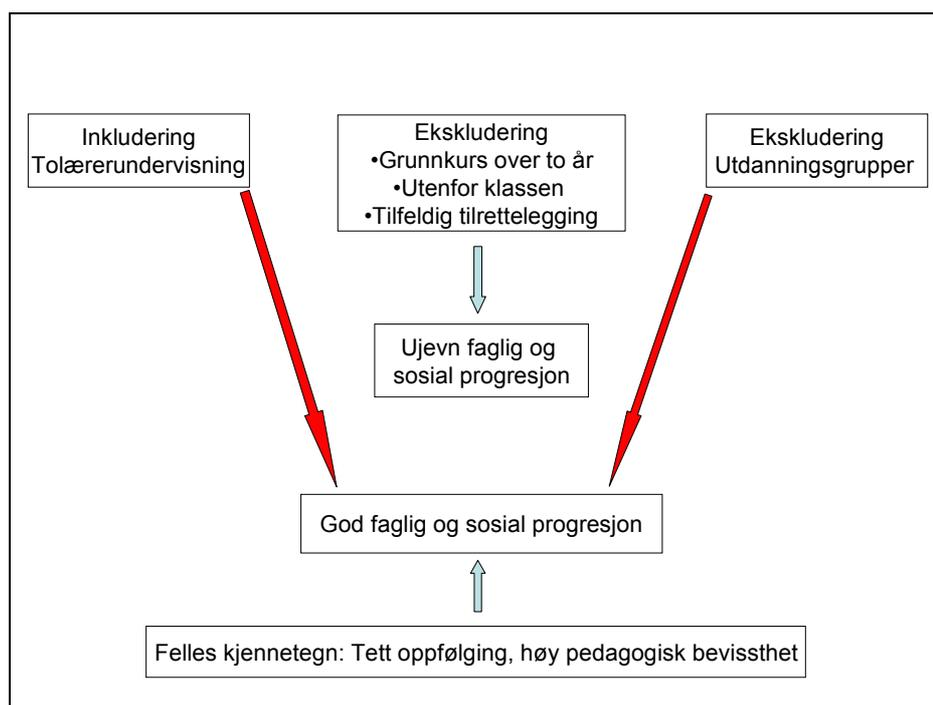 Inkludering
Tolærerundervisning
Ekskludering
•Grunnkurs over to år
•Utenfor klassen
•Tilfeldig tilrettelegging
Ekskludering
Utdanningsgrupper
Ujevn faglig og
sosial progresjon
God faglig og sosial progresjon
Felles kjennetegn: Tett oppfølging, høy pedagogisk bevissthet